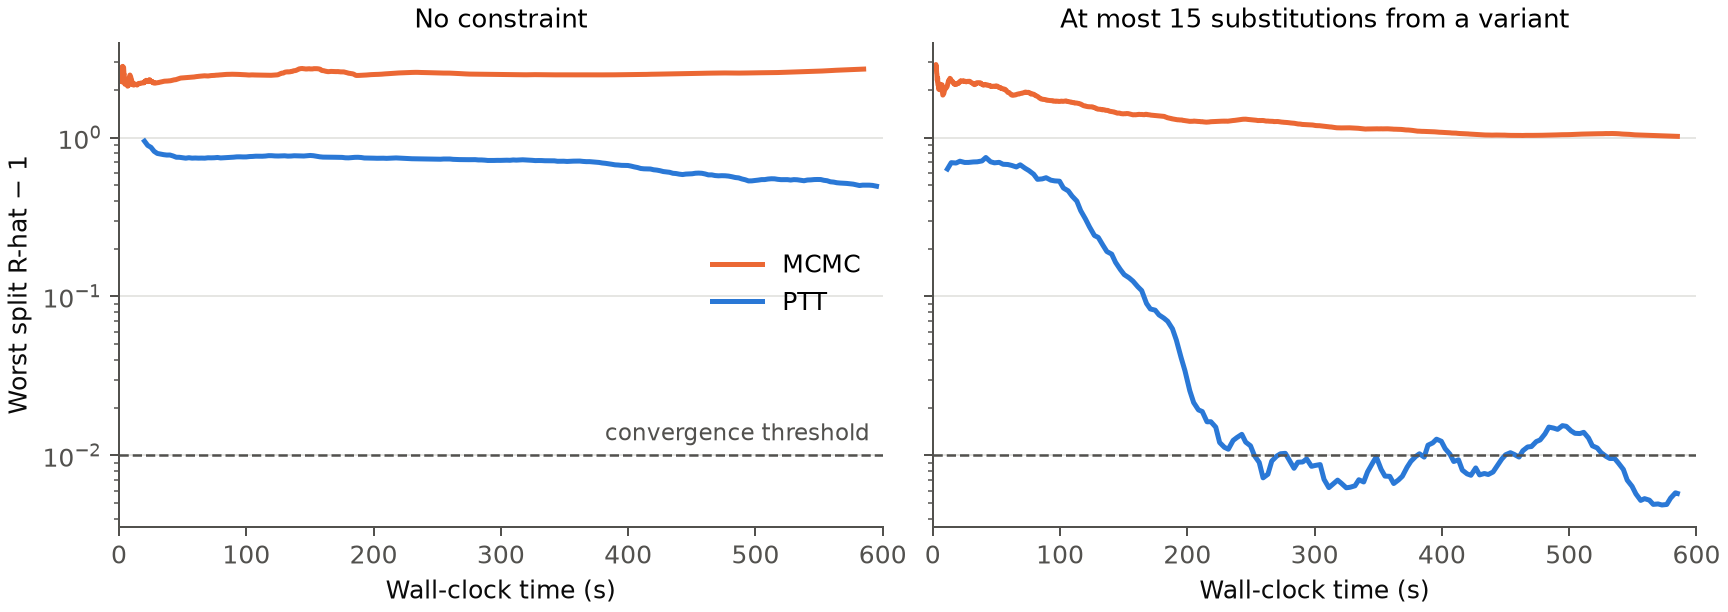 No constraint
At most 15 substitutions from a variant
Worst split R-hat − 1
10⁰
10⁻¹
10⁻²
MCMC
PTT
convergence threshold
0 100 200 300 400 500 600
0 100 200 300 400 500 600
Wall-clock time (s)
Wall-clock time (s)